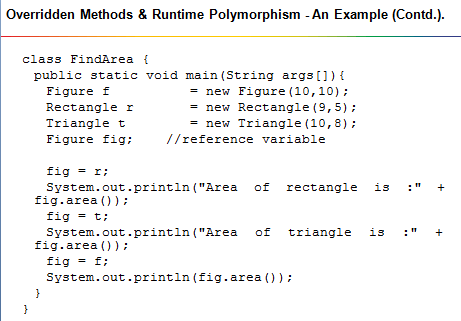 Overridden Methods & Runtime Polymorphism - An Example (Contd.).
class FindArea {
public static void main(String args[]){
Figure f = new Figure(10,10);
Rectangle r = new Rectangle(9,5);
Triangle t = new Triangle(10,8);
Figure fig; //reference variable
fig = r;
System.out.println("Area of rectangle is :" +
fig.area());
fig = t;
System.out.println("Area of triangle is :" +
fig.area());
fig = f;
System.out.println(fig.area());
}
}